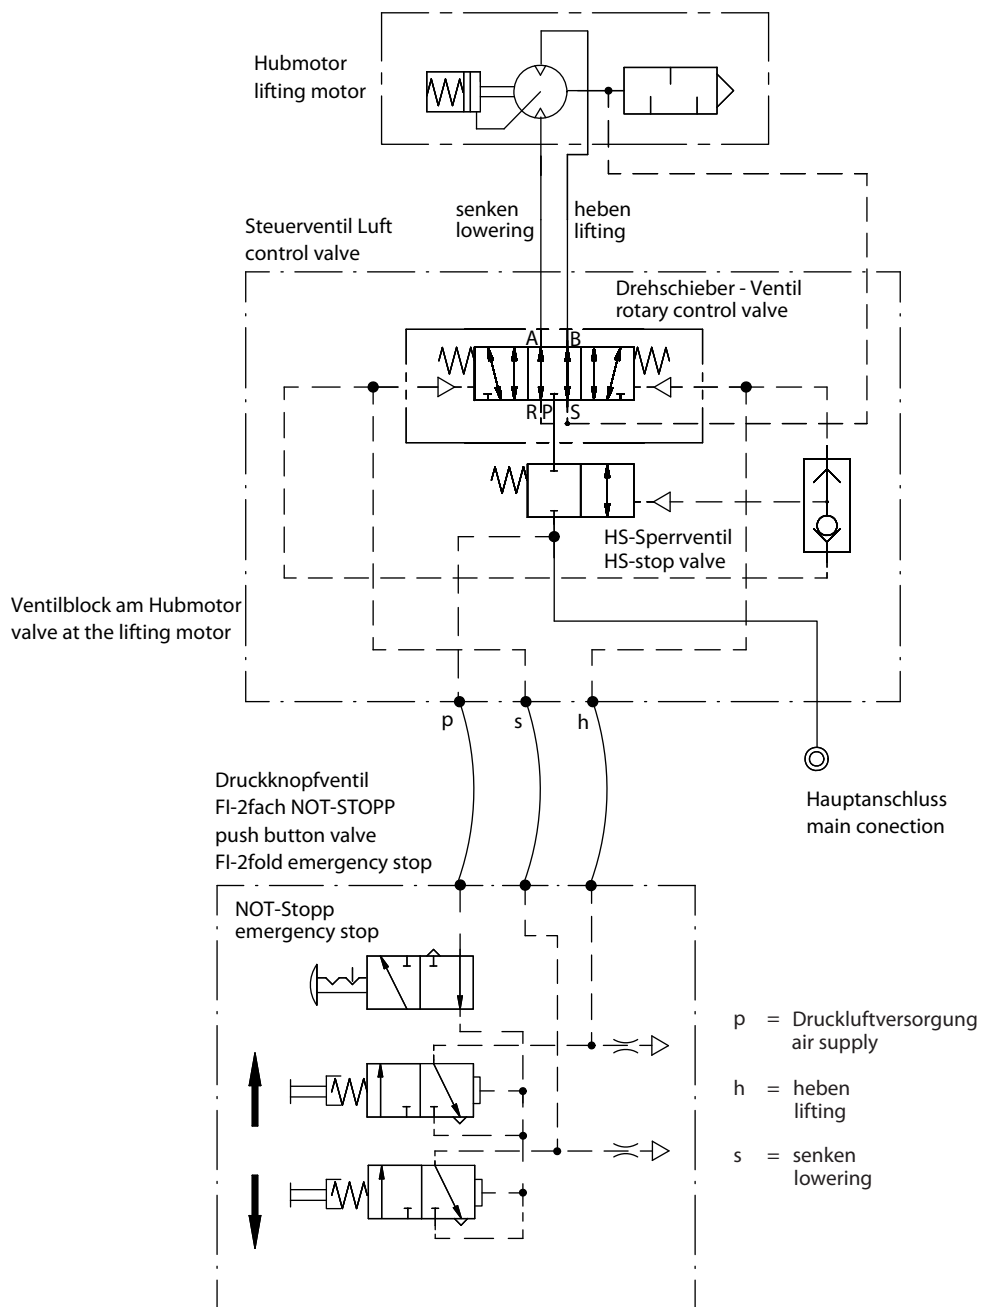 Hubmotor
lifting motor
senken
lowering
heben
lifting
Steuerventil Luft
control valve
Drehschieber - Ventil
rotary control valve
A
B
R
P
S
HS-Sperrventil
HS-stop valve
Ventilblock am Hubmotor
valve at the lifting motor
p
s
h
Hauptanschluss
main conection
Druckknopfventil
FI-2fach NOT-STOPP
push button valve
FI-2fold emergency stop
NOT-Stopp
emergency stop
p = Druckluftversorgung
air supply
h = heben
lifting
s = senken
lowering